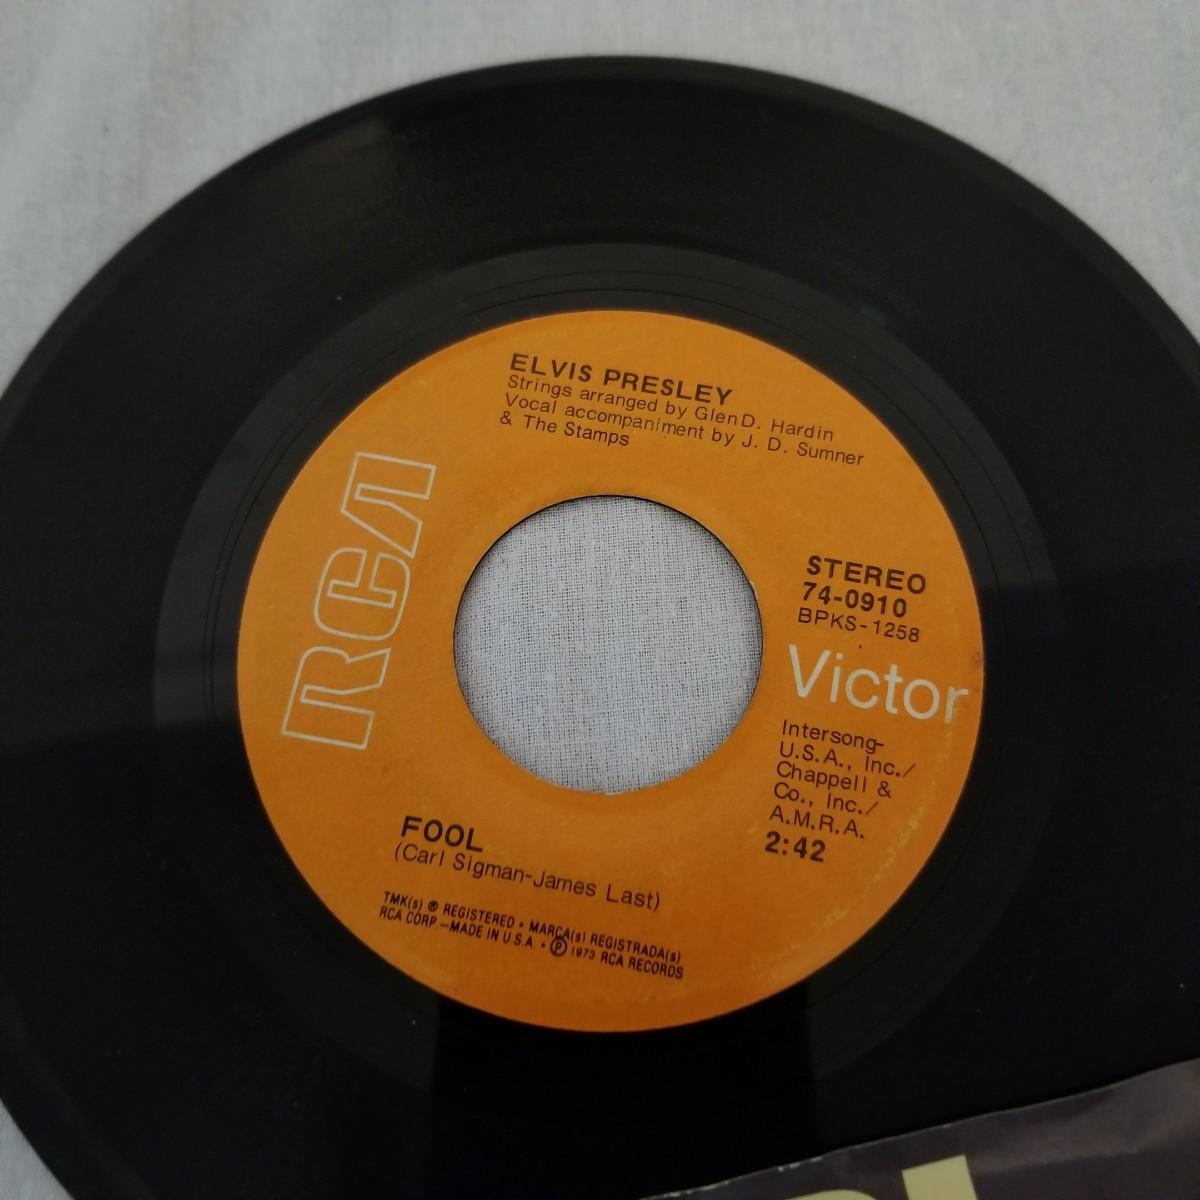 ELVIS PRESLEY
Strings arranged by Glen D. Hardin
Vocal accompaniment by J. D. Sumner
& The Stamps
RCA
STEREO
74-0910
BPKS-1258
Victor
Intersong-
U.S.A., Inc./
Chappell &
Co., Inc./
A.M.R.A.
2:42
FOOL
(Carl Sigman-James Last)
TMK(s) ® REGISTERED • MARCA(s) REGISTRADA(s)
RCA CORP.—MADE IN U.S.A. • ℗ 1973 RCA RECORDS